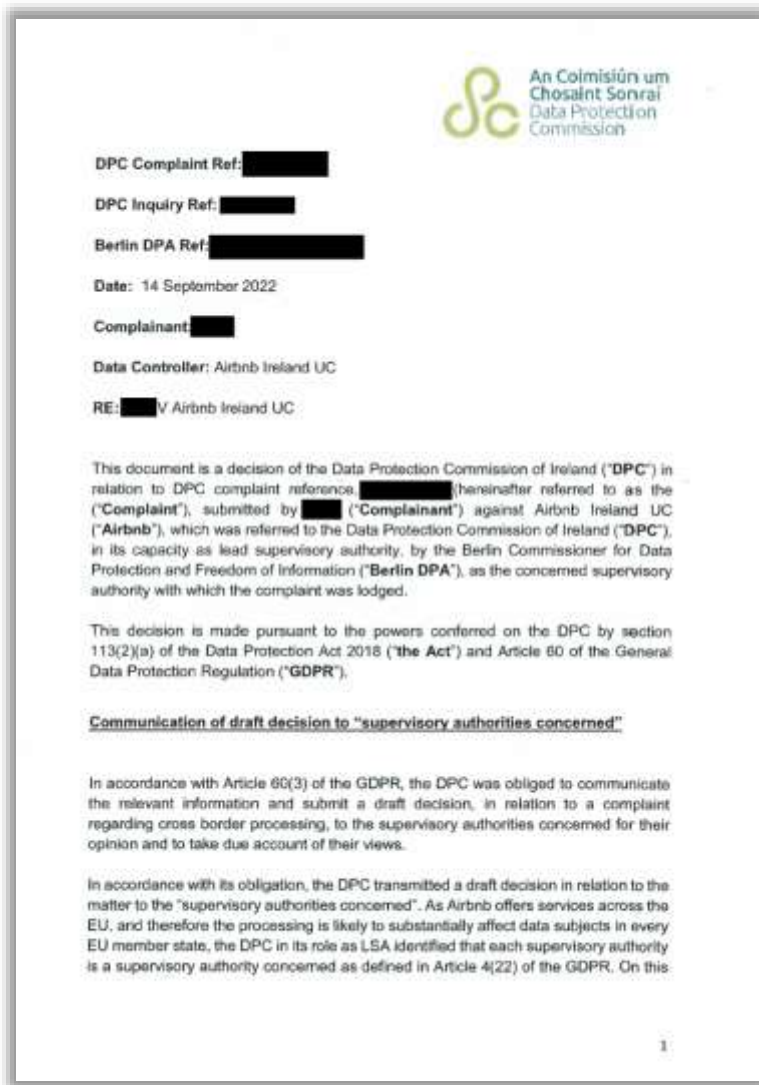 An Coimisiún um
Chosaint Sonraí
Data Protection
Commission
DPC Complaint Ref:
DPC Inquiry Ref:
Berlin DPA Ref:
Date: 14 September 2022
Complainant:
Data Controller: Airbnb Ireland UC
RE: V Airbnb Ireland UC
This document is a decision of the Data Protection Commission of Ireland ("DPC") in
relation to DPC complaint reference, (hereinafter referred to as the
("Complaint"), submitted by ("Complainant") against Airbnb Ireland UC
("Airbnb"), which was referred to the Data Protection Commission of Ireland ("DPC"),
in its capacity as lead supervisory authority, by the Berlin Commissioner for Data
Protection and Freedom of Information ("Berlin DPA"), as the concerned supervisory
authority with which the complaint was lodged.
This decision is made pursuant to the powers conferred on the DPC by section
113(2)(a) of the Data Protection Act 2018 ("the Act") and Article 60 of the General
Data Protection Regulation ("GDPR").
Communication of draft decision to "supervisory authorities concerned"
In accordance with Article 60(3) of the GDPR, the DPC was obliged to communicate
the relevant information and submit a draft decision, in relation to a complaint
regarding cross border processing, to the supervisory authorities concerned for their
opinion and to take due account of their views.
In accordance with its obligation, the DPC transmitted a draft decision in relation to the
matter to the "supervisory authorities concerned". As Airbnb offers services across the
EU, and therefore the processing is likely to substantially affect data subjects in every
EU member state, the DPC in its role as LSA identified that each supervisory authority
is a supervisory authority concerned as defined in Article 4(22) of the GDPR. On this
1